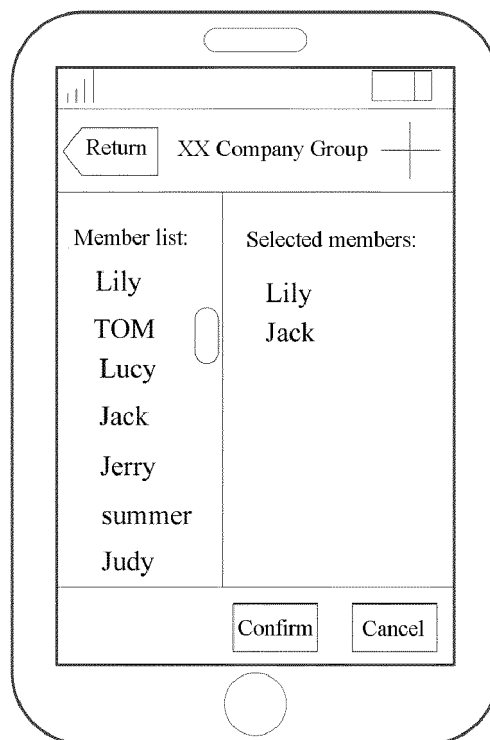 Return XX Company Group
Member list:
Lily
TOM
Lucy
Jack
Jerry
summer
Judy
Selected members:
Lily
Jack
Confirm Cancel